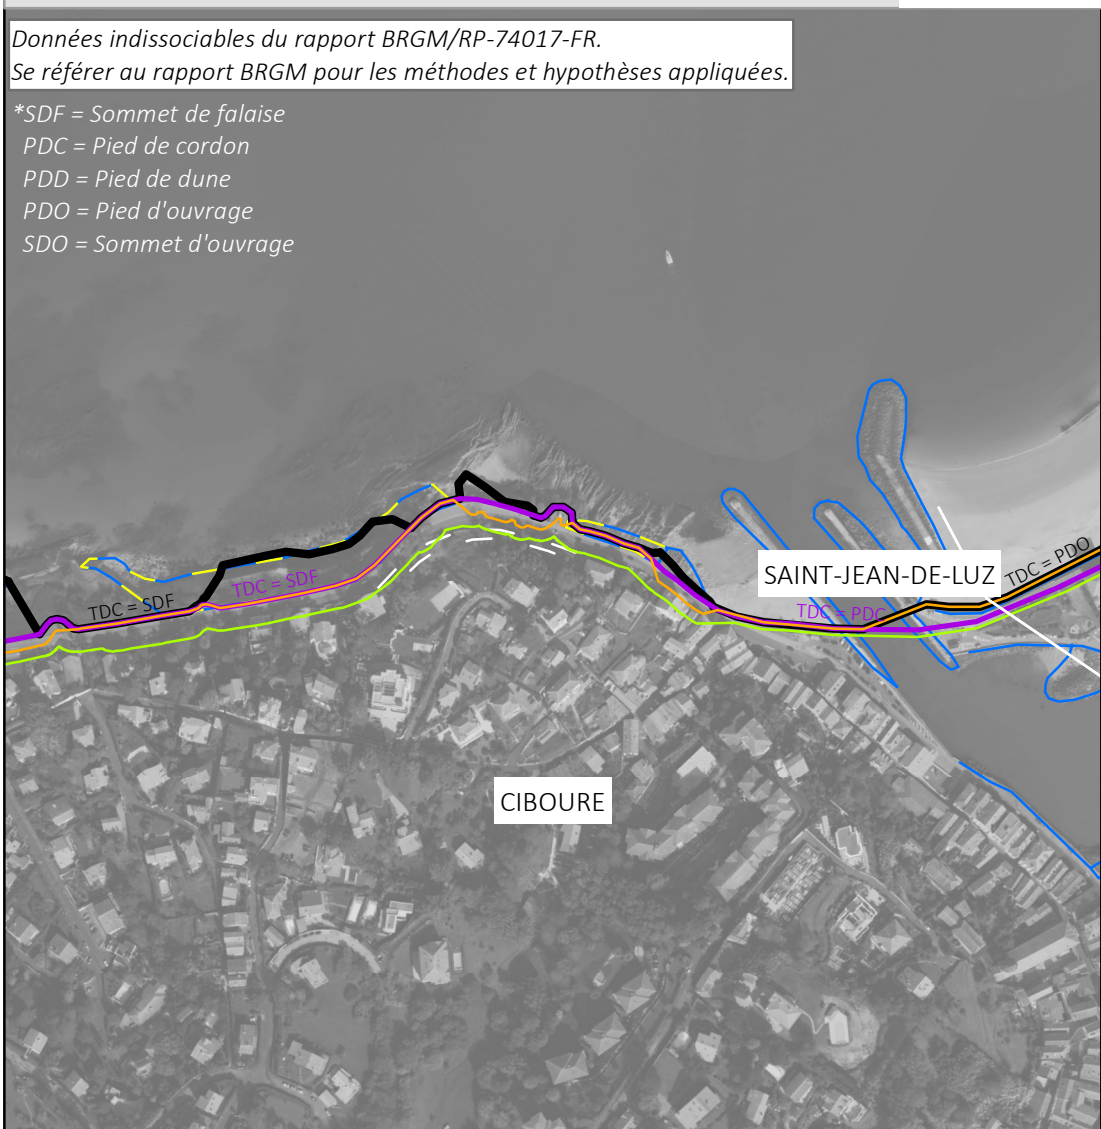 Données indissociables du rapport BRGM/RP-74017-FR.
Se référer au rapport BRGM pour les méthodes et hypothèses appliquées.
*SDF = Sommet de falaise
PDC = Pied de cordon
PDD = Pied de dune
PDO = Pied d'ouvrage
SDO = Sommet d'ouvrage
TDC = PDO
SAINT-JEAN-DE-LUZ
TDC = SDF
TDC = SDF
TDC = PDC
CIBOURE